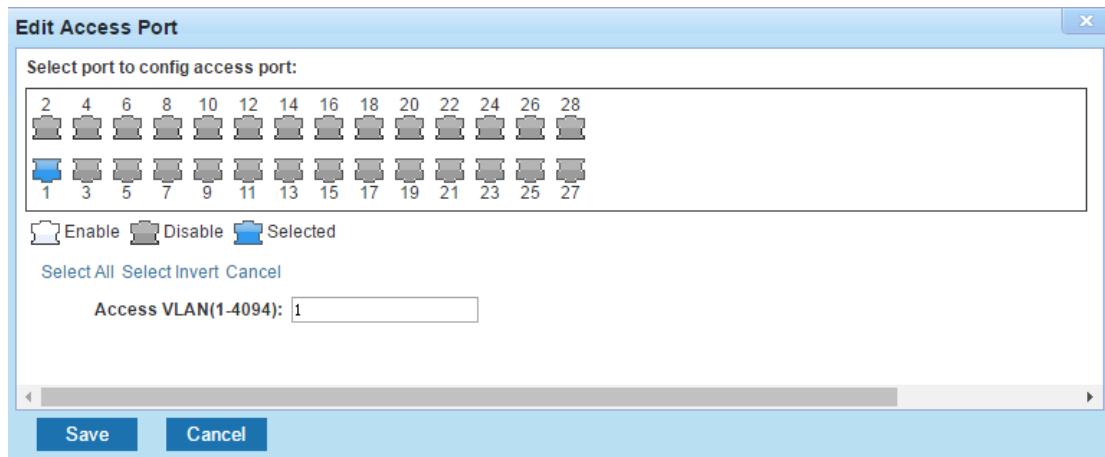 Edit Access Port
x
Select port to config access port:
2 4 6 8 10 12 14 16 18 20 22 24 26 28
1 3 5 7 9 11 13 15 17 19 21 23 25 27
Enable Disable Selected
Select All Select Invert Cancel
Access VLAN(1-4094): 1
Save Cancel